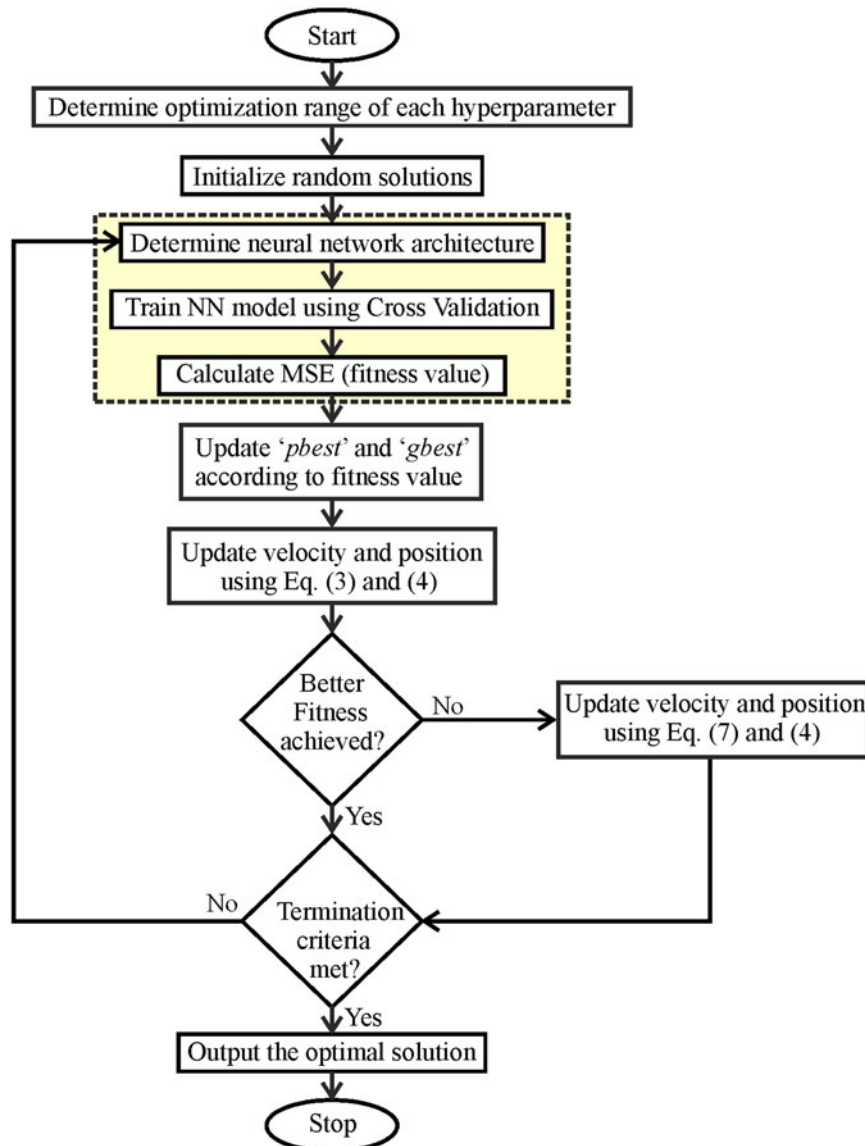 Start
Determine optimization range of each hyperparameter
Initialize random solutions
Determine neural network architecture
Train NN model using Cross Validation
Calculate MSE (fitness value)
Update ‘pbest’ and ‘gbest’
according to fitness value
Update velocity and position
using Eq. (3) and (4)
Better
Fitness
achieved?
No
Update velocity and position
using Eq. (7) and (4)
Yes
No
Termination
criteria
met?
Yes
Output the optimal solution
Stop